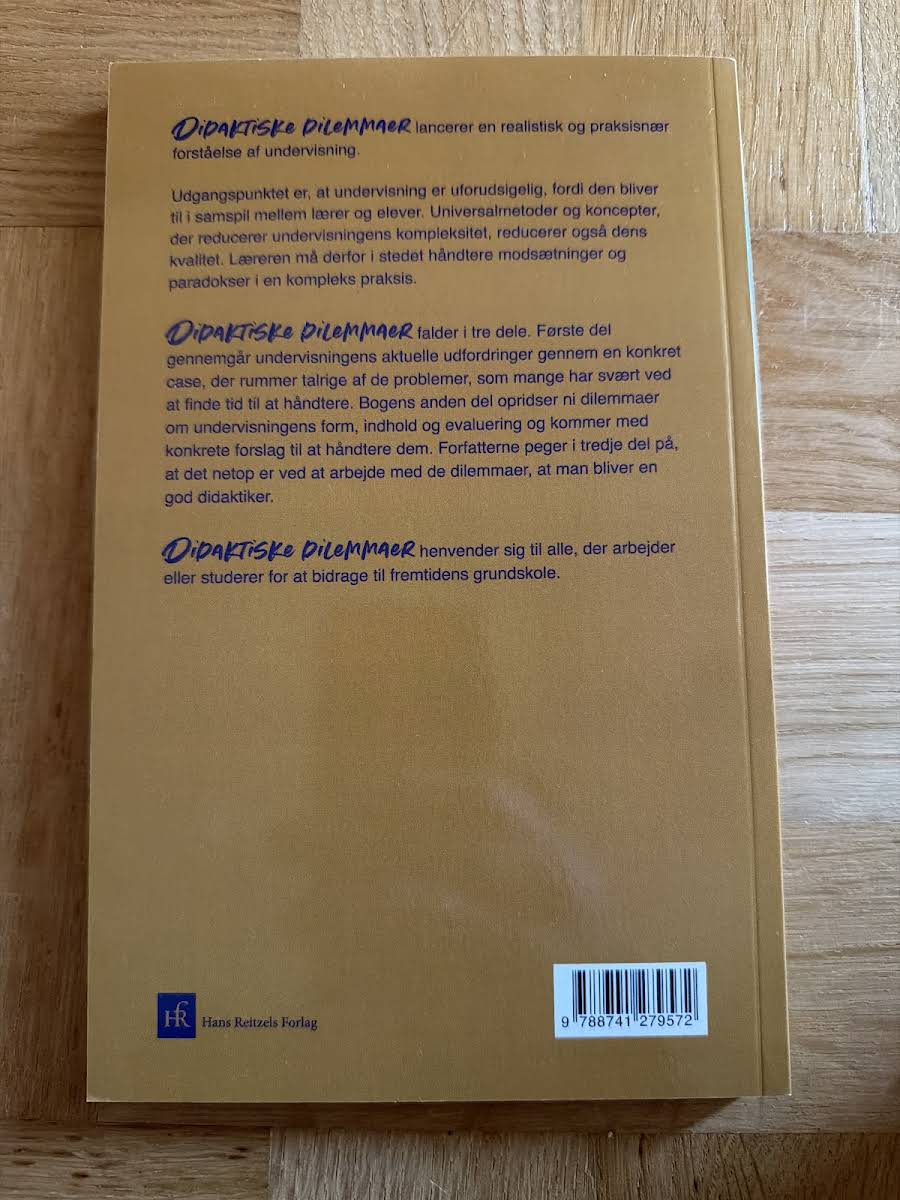 Didaktiske dilemmaer lancerer en realistisk og praksisnær
forståelse af undervisning.
Udgangspunktet er, at undervisning er uforudsigelig, fordi den bliver
til i samspil mellem lærer og elever. Universalmetoder og koncepter,
der reducerer undervisningens kompleksitet, reducerer også dens
kvalitet. Læreren må derfor i stedet håndtere modsætninger og
paradokser i en kompleks praksis.
Didaktiske dilemmaer falder i tre dele. Første del
gennemgår undervisningens aktuelle udfordringer gennem en konkret
case, der rummer talrige af de problemer, som mange har svært ved
at finde tid til at håndtere. Bogens anden del opridser ni dilemmaer
om undervisningens form, indhold og evaluering og kommer med
konkrete forslag til at håndtere dem. Forfatterne peger i tredje del på,
at det netop er ved at arbejde med de dilemmaer, at man bliver en
god didaktiker.
Didaktiske dilemmaer henvender sig til alle, der arbejder
eller studerer for at bidrage til fremtidens grundskole.
HR Hans Reitzels Forlag
9 788741 279572